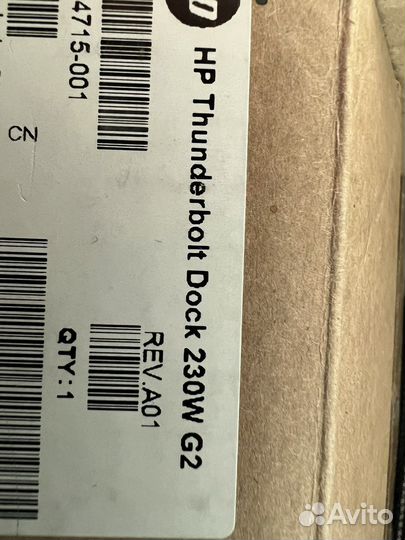 HP Thunderbolt Dock 230W G2
4715-001
REV.A01
CN
QTY:1
Avito